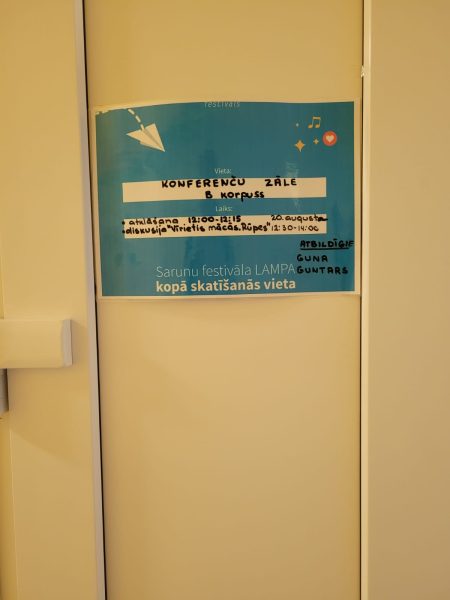 festivāls
Vieta:
KONFERENČU ZĀLE
B korpuss
Laiks:
• atklāšana 12:00-12:15 20. augusts
• diskusija "Vīrietis mācās. Rūpes" 12:30-14:00
ATBILDĪGIE
GUNA
GUNTARS
Sarunu festivāla LAMPA
kopā skatīšanās vieta